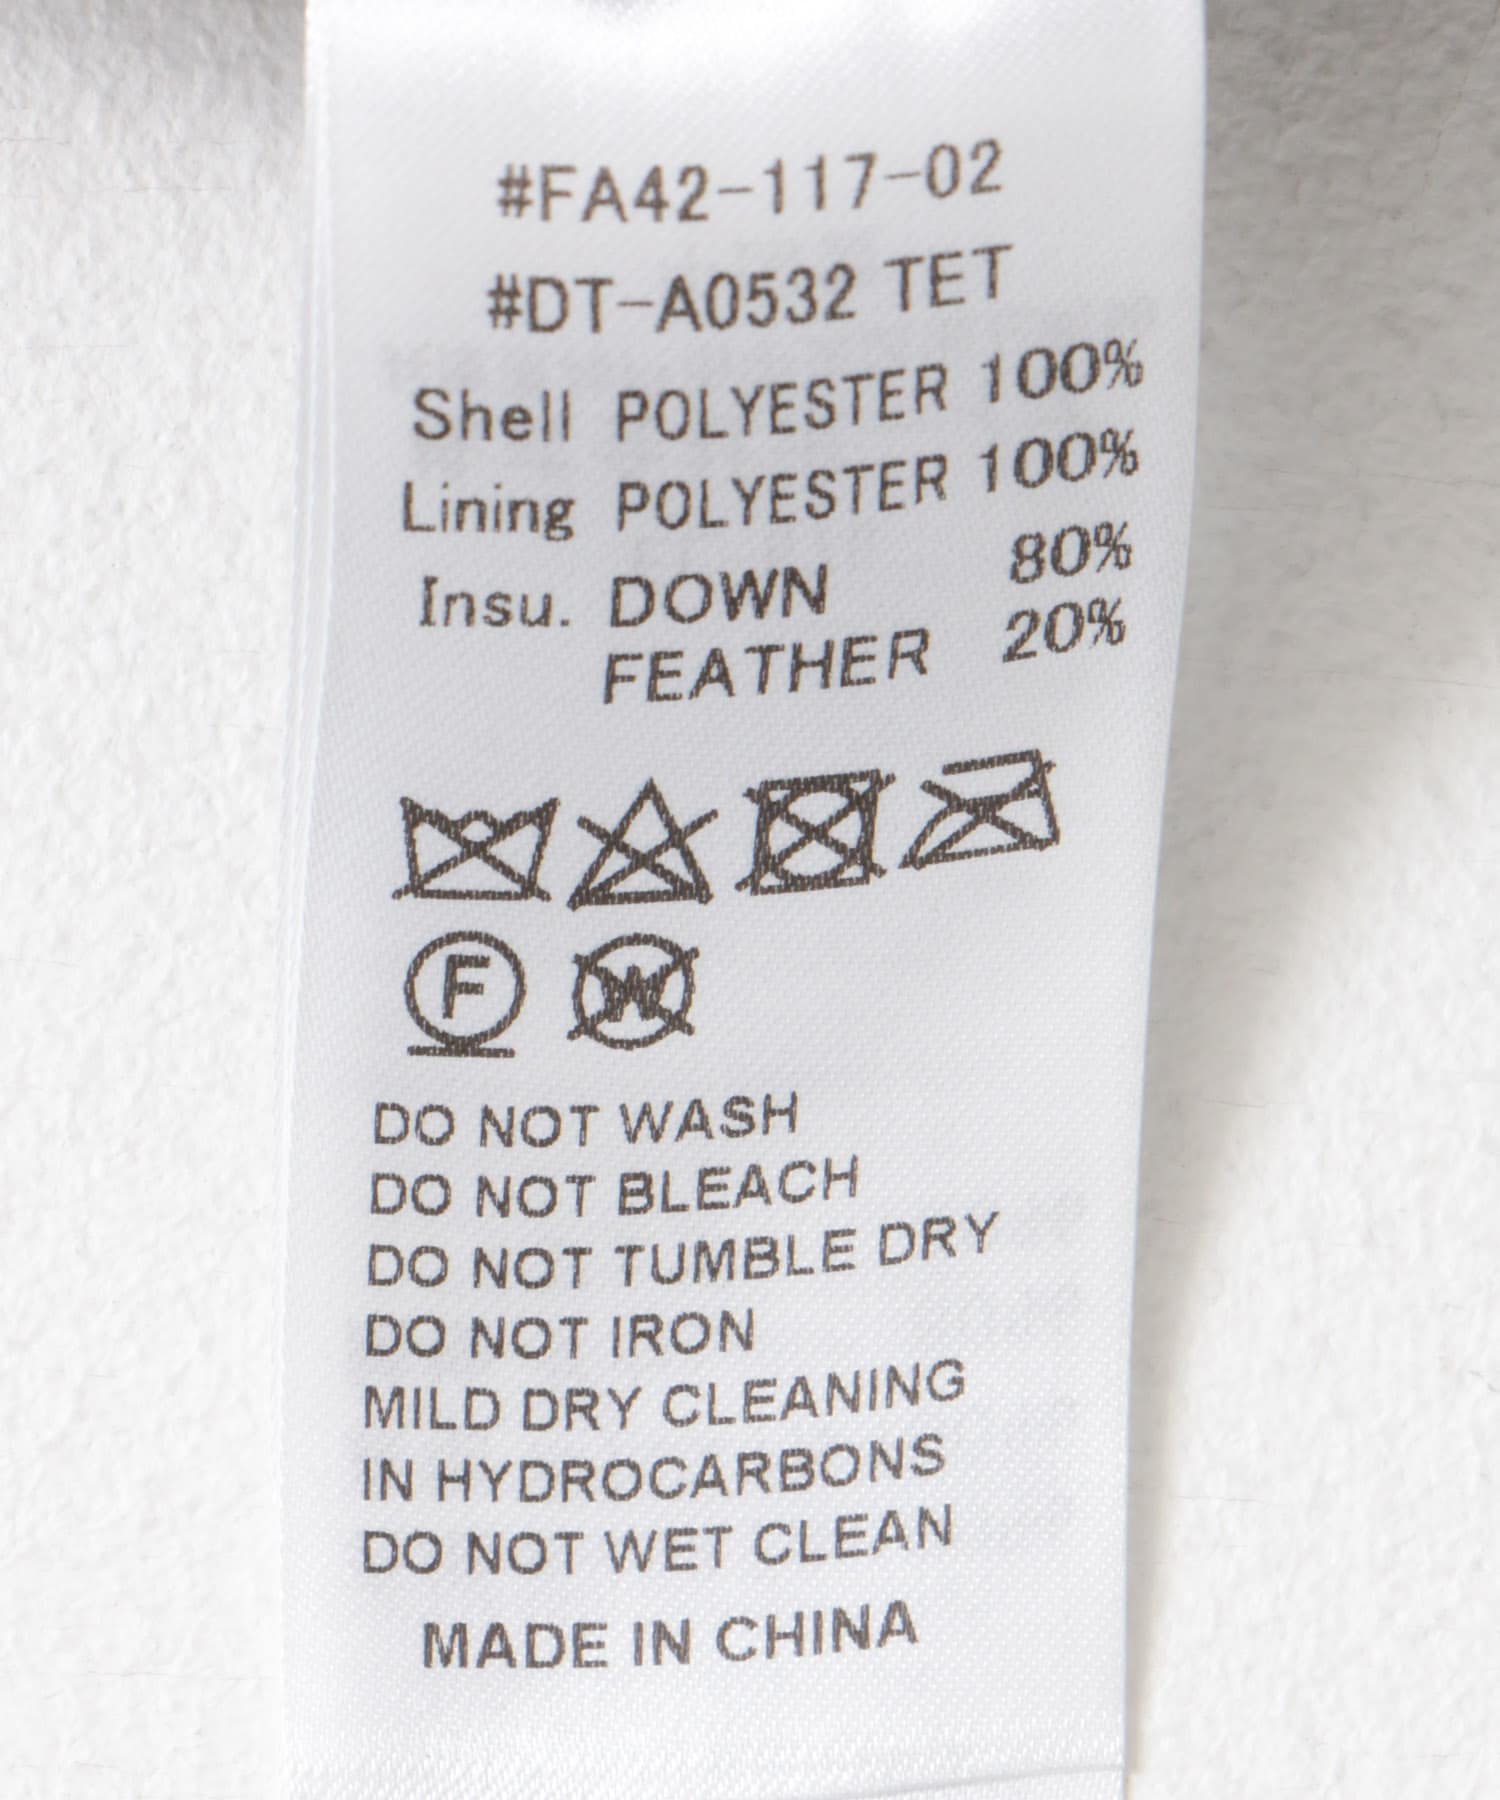 #FA42-117-02
#DT-A0532 TET
Shell POLYESTER 100%
Lining POLYESTER 100%
Insu. DOWN 80%
FEATHER 20%
F W
DO NOT WASH
DO NOT BLEACH
DO NOT TUMBLE DRY
DO NOT IRON
MILD DRY CLEANING
IN HYDROCARBONS
DO NOT WET CLEAN
MADE IN CHINA